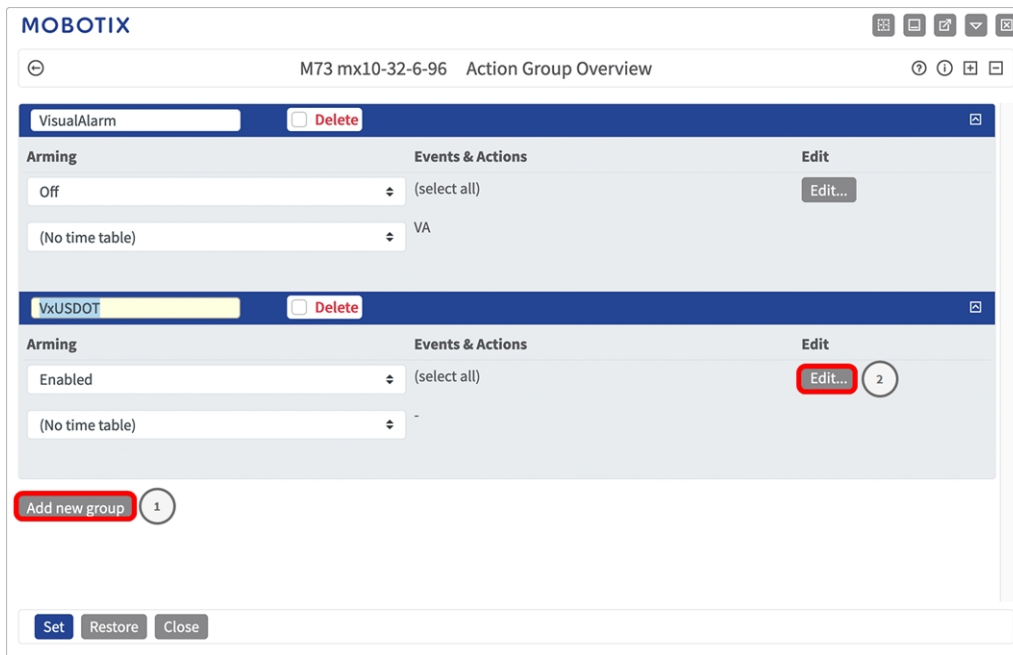 MOBOTIX
M73 mx10-32-6-96 Action Group Overview
VisualAlarm Delete
Arming Events & Actions Edit
Off (select all) Edit...
(No time table) VA
VxUSDOT Delete
Arming Events & Actions Edit
Enabled (select all) Edit... 2
(No time table) -
Add new group 1
Set Restore Close